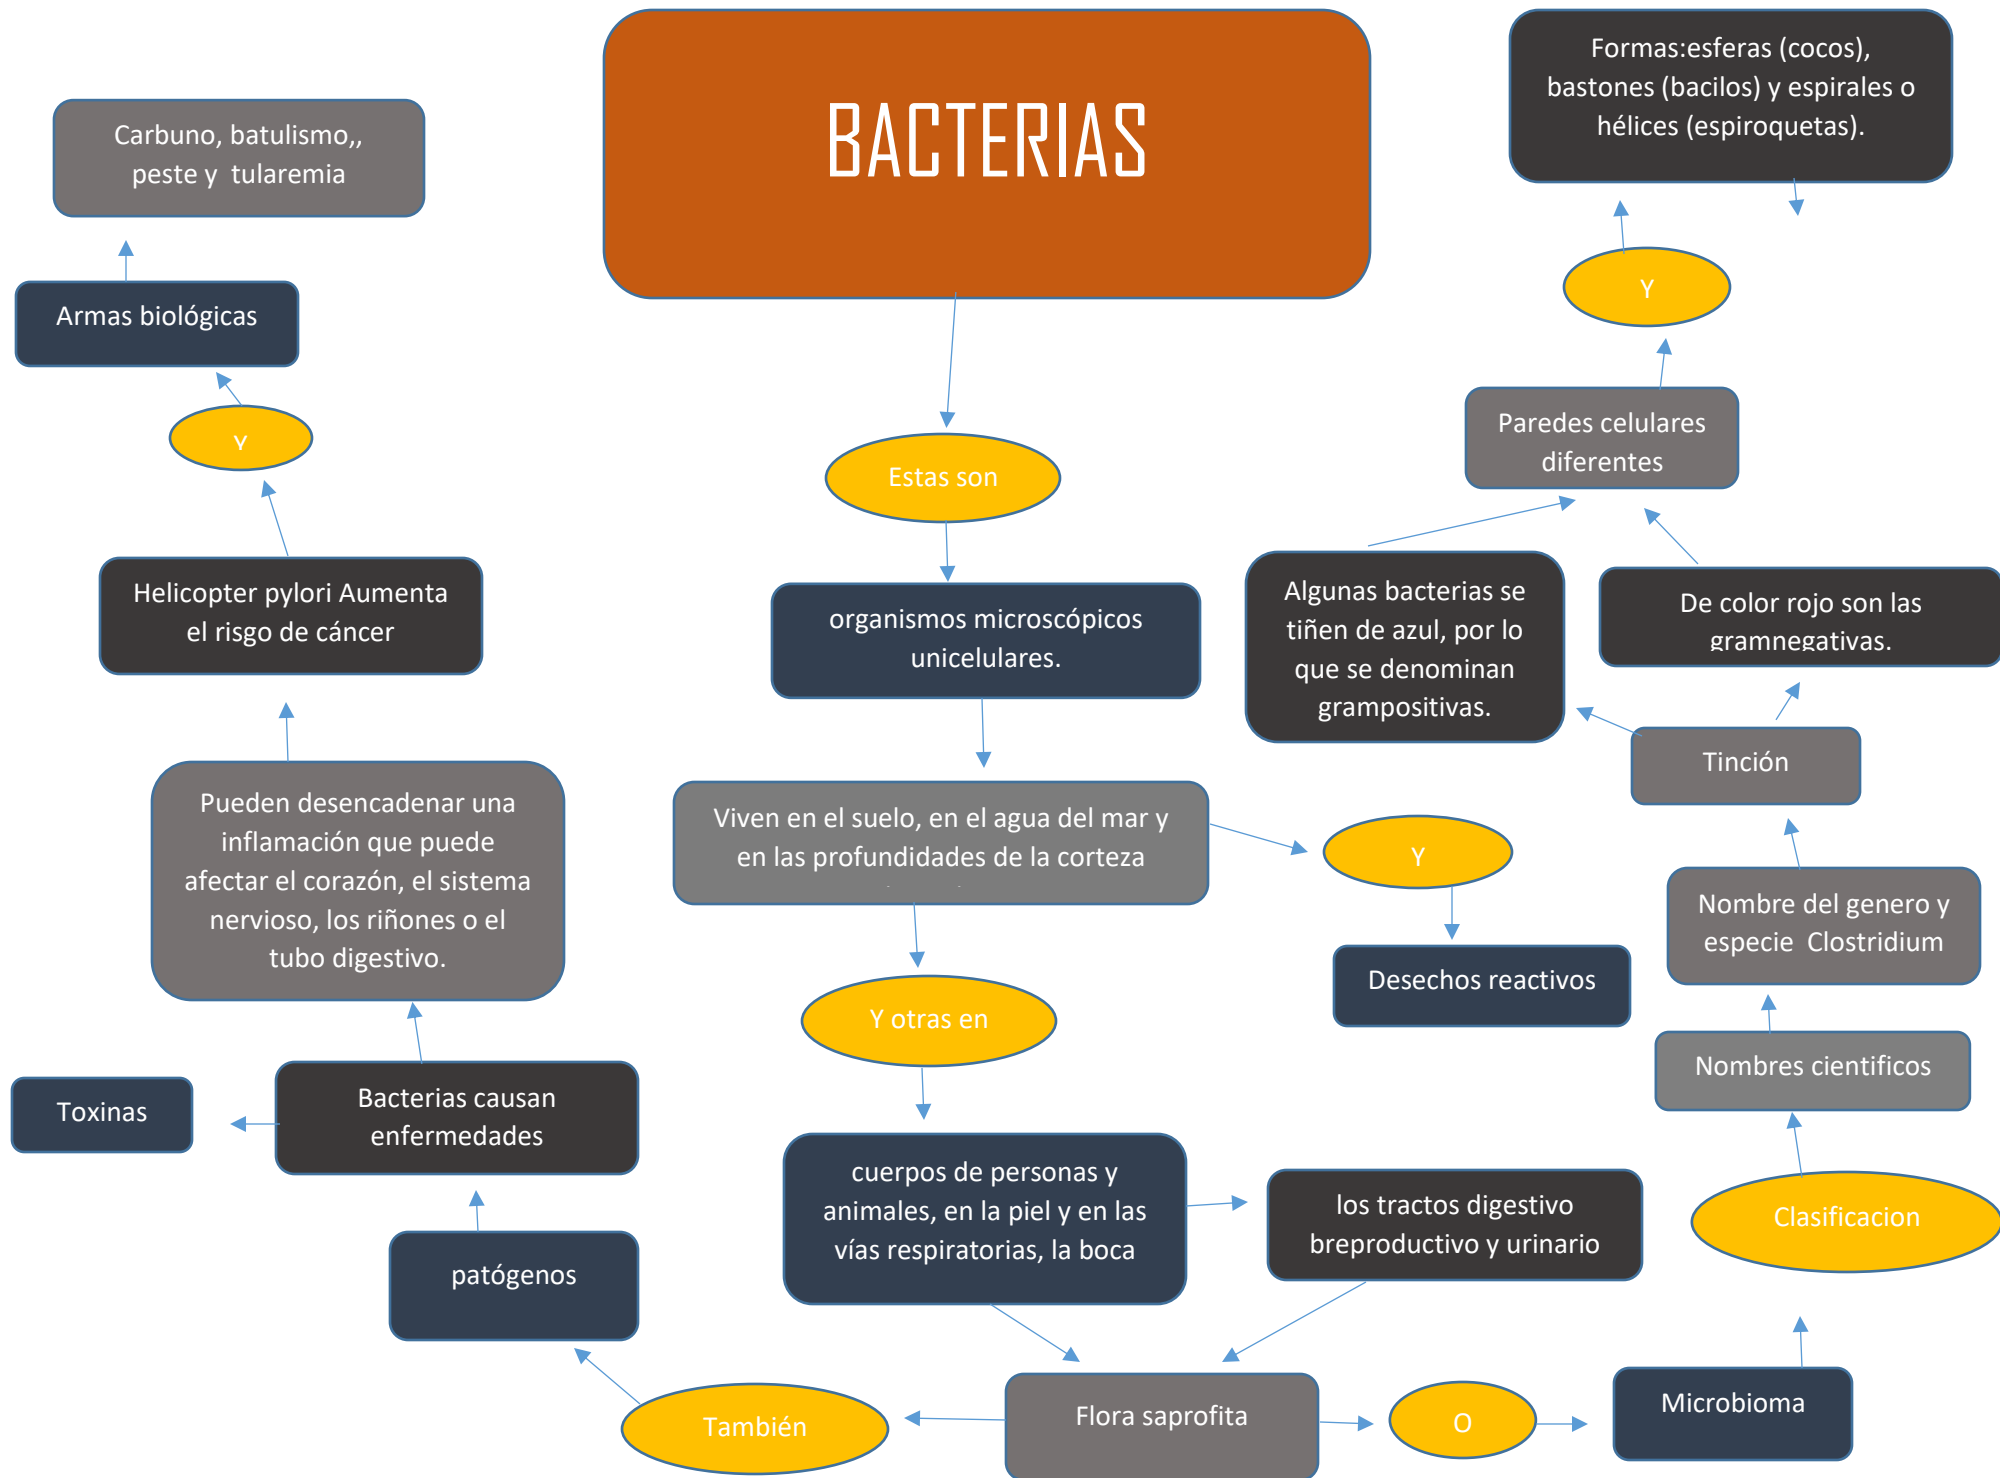 BACTERIAS
Formas:esferas (cocos),
bastones (bacilos) y espirales o
hélices (espiroquetas).
Carbuno, batulismo,,
peste y  tularemia
Armas biológicas
Y
Y
Paredes celulares
diferentes
Estas son
Helicopter pylori Aumenta
el risgo de cáncer
organismos microscópicos
unicelulares.
Algunas bacterias se
tiñen de azul, por lo
que se denominan
grampositivas.
De color rojo son las
gramnegativas.
Tinción
Pueden desencadenar una
inflamación que puede
afectar el corazón, el sistema
nervioso, los riñones o el
tubo digestivo.
Viven en el suelo, en el agua del mar y
en las profundidades de la corteza
Y
Nombre del genero y
especie  Clostridium
Desechos reactivos
Y otras en
Nombres cientificos
Toxinas
Bacterias causan
enfermedades
cuerpos de personas y
animales, en la piel y en las
vías respiratorias, la boca
los tractos digestivo
breproductivo y urinario
Clasificacion
patógenos
También
Flora saprofita
O
Microbioma